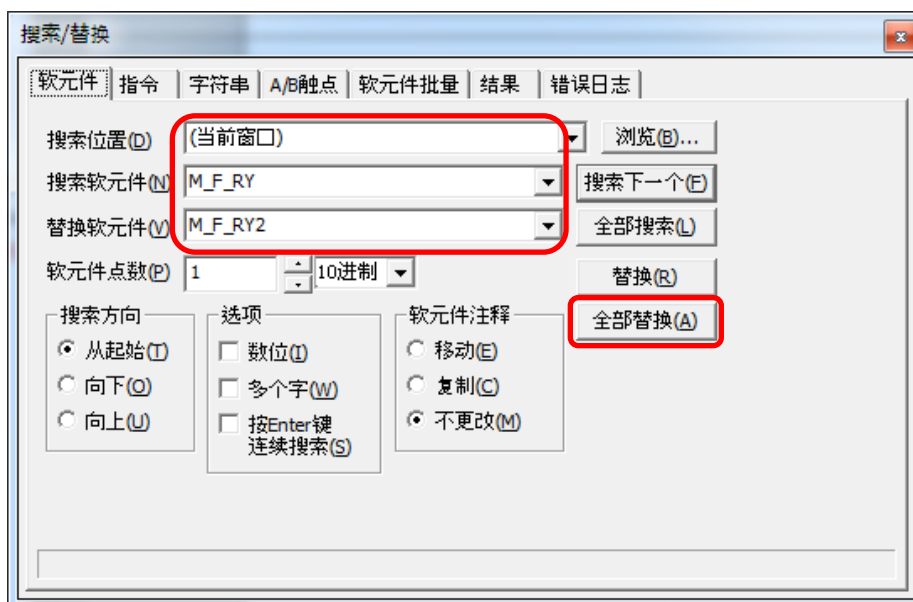 搜索/替换
软元件 指令 字符串 A/B触点 软元件批量 结果 错误日志
搜索位置(D) (当前窗口) 浏览(B)...
搜索软元件(N) M_F_RY 搜索下一个(F)
替换软元件(V) M_F_RY2 全部搜索(L)
软元件点数(P) 1 10进制 替换(R)
全部替换(A)
搜索方向 选项 软元件注释
从起始(T) 数位(I) 移动(E)
向下(O) 多个字(W) 复制(C)
向上(U) 按Enter键 不更改(M)
连续搜索(S)